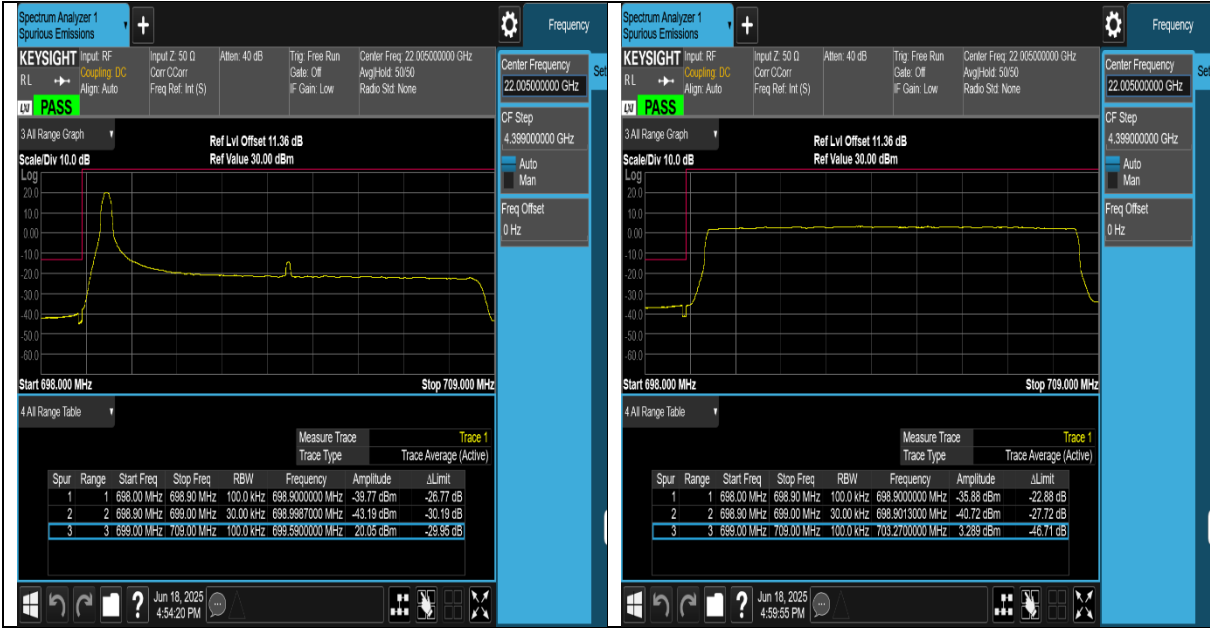 Spectrum Analyzer 1
Spurious Emissions
Frequency
KEYSIGHT
RL
LXI
PASS
Input: RF
Coupling: DC
Align: Auto
Input Z: 50 Ω
Corr CCorr
Freq Ref: Int (S)
Atten: 40 dB
Trig: Free Run
Gate: Off
IF Gain: Low
Center Freq: 22.005000000 GHz
Avg|Hold: 50/50
Radio Std: None
Center Frequency
22.005000000 GHz
Set
CF Step
4.399000000 GHz
Auto
Man
Freq Offset
0 Hz
3 All Range Graph
Ref Lvl Offset 11.36 dB
Scale/Div 10.0 dB
Ref Value 30.00 dBm
Log
20.0
10.0
0.00
-10.0
-20.0
-30.0
-40.0
-50.0
-60.0
Start 698.000 MHz
Stop 709.000 MHz
4 All Range Table
Measure Trace Trace 1
Trace Type Trace Average (Active)
Spur Range Start Freq Stop Freq RBW Frequency Amplitude ΔLimit
1 1 698.00 MHz 698.90 MHz 100.0 kHz 698.9000000 MHz -39.77 dBm -26.77 dB
2 2 698.90 MHz 699.00 MHz 30.00 kHz 698.9987000 MHz -43.19 dBm -30.19 dB
3 3 699.00 MHz 709.00 MHz 100.0 kHz 699.5900000 MHz 20.05 dBm -29.95 dB
Jun 18, 2025
4:54:20 PM
Spectrum Analyzer 1
Spurious Emissions
Frequency
KEYSIGHT
RL
LXI
PASS
Input: RF
Coupling: DC
Align: Auto
Input Z: 50 Ω
Corr CCorr
Freq Ref: Int (S)
Atten: 40 dB
Trig: Free Run
Gate: Off
IF Gain: Low
Center Freq: 22.005000000 GHz
Avg|Hold: 50/50
Radio Std: None
Center Frequency
22.005000000 GHz
Set
CF Step
4.399000000 GHz
Auto
Man
Freq Offset
0 Hz
3 All Range Graph
Ref Lvl Offset 11.36 dB
Scale/Div 10.0 dB
Ref Value 30.00 dBm
Log
20.0
10.0
0.00
-10.0
-20.0
-30.0
-40.0
-50.0
-60.0
Start 698.000 MHz
Stop 709.000 MHz
4 All Range Table
Measure Trace Trace 1
Trace Type Trace Average (Active)
Spur Range Start Freq Stop Freq RBW Frequency Amplitude ΔLimit
1 1 698.00 MHz 698.90 MHz 100.0 kHz 698.9000000 MHz -35.88 dBm -22.88 dB
2 2 698.90 MHz 699.00 MHz 30.00 kHz 698.9013000 MHz -40.72 dBm -27.72 dB
3 3 699.00 MHz 709.00 MHz 100.0 kHz 703.2700000 MHz 3.289 dBm -46.71 dB
Jun 18, 2025
4:59:55 PM